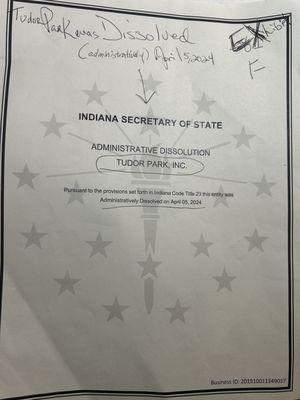 Tudor Park was Dissolved
(administratively) April 5, 2024
Exhibit
F
INDIANA SECRETARY OF STATE
ADMINISTRATIVE DISSOLUTION
TUDOR PARK, INC.
Pursuant to the provisions set forth in Indiana Code Title 23 this entity was
Administratively Dissolved on April 05, 2024
Business ID: 201910011349017